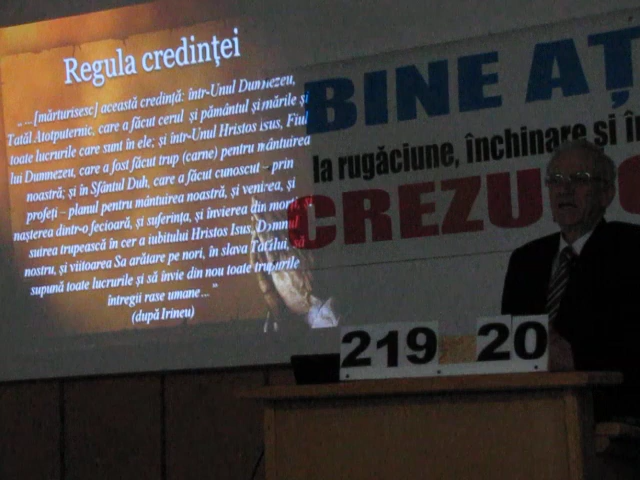 Regula credinței
„ ...[mărturisesc] această credință: într-Unul Dumnezeu,
Tatăl Atotputernic, care a făcut cerul și pământul și mările și
toate lucrurile care sunt în ele; și într-Unul Hristos Isus, Fiul
lui Dumnezeu, care a fost făcut trup (carne) pentru mântuirea
noastră; și în Sfântul Duh, care a făcut cunoscut – prin
profeți – planul pentru mântuirea noastră, și venirea, și
nașterea dintr-o fecioară, și suferința, și învierea din morți, și
suirea trupească în cer a iubitului Hristos Isus, Domnul
nostru, și viitoarea Sa arătare pe nori, în slava Tatălui, să
supună toate lucrurile și să învie din nou toate trupurile
întregii rase umane...”
(după Irineu)
BINE AȚ
la rugăciune, închinare și în
CREZU
219 20